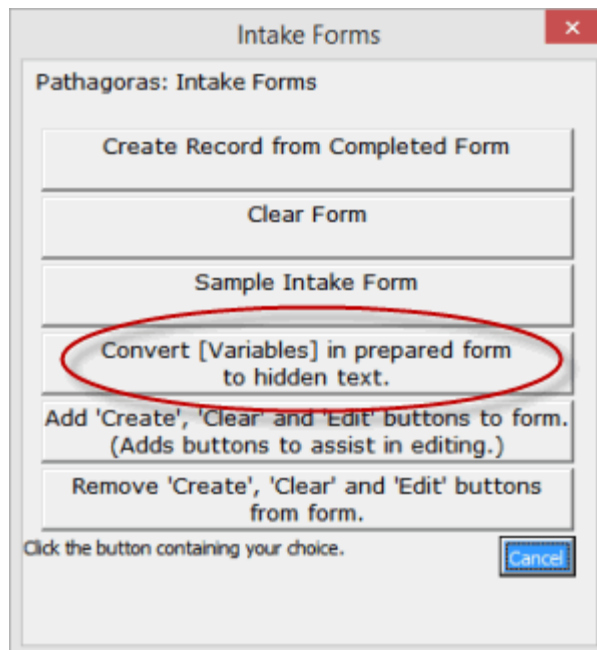 Intake Forms
Pathagoras: Intake Forms
Create Record from Completed Form
Clear Form
Sample Intake Form
Convert [Variables] in prepared form
to hidden text.
Add 'Create', 'Clear' and 'Edit' buttons to form.
(Adds buttons to assist in editing.)
Remove 'Create', 'Clear' and 'Edit' buttons
from form.
Click the button containing your choice.
Cancel